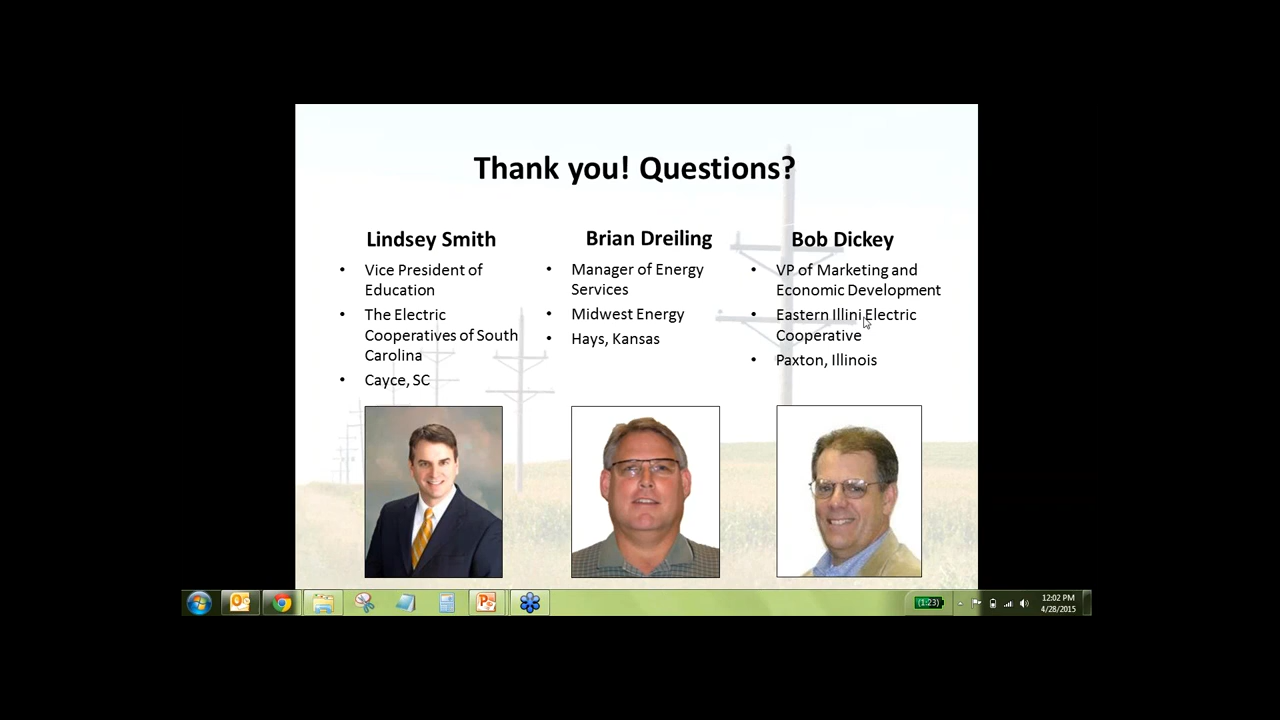 Thank you! Questions?
Lindsey Smith
• Vice President of
Education
• The Electric
Cooperatives of South
Carolina
• Cayce, SC
Brian Dreiling
• Manager of Energy
Services
• Midwest Energy
• Hays, Kansas
Bob Dickey
• VP of Marketing and
Economic Development
• Eastern Illini Electric
Cooperative
• Paxton, Illinois
(1:23)
12:02 PM
4/28/2015